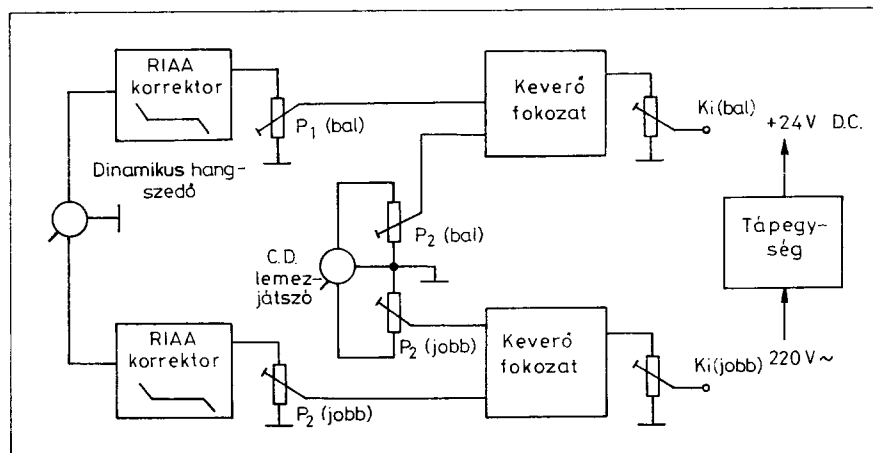 RIAA
korrektor
P1 (bal)
Keverő
fokozat
Ki(bal)
+24V D.C.
Dinamikus hang-
szedő
P2 (bal)
Tápegy-
ség
C.D.
lemez-
játszó
RIAA
korrektor
P2 (jobb)
Keverő
fokozat
Ki(jobb)
220V~
P2 (jobb)